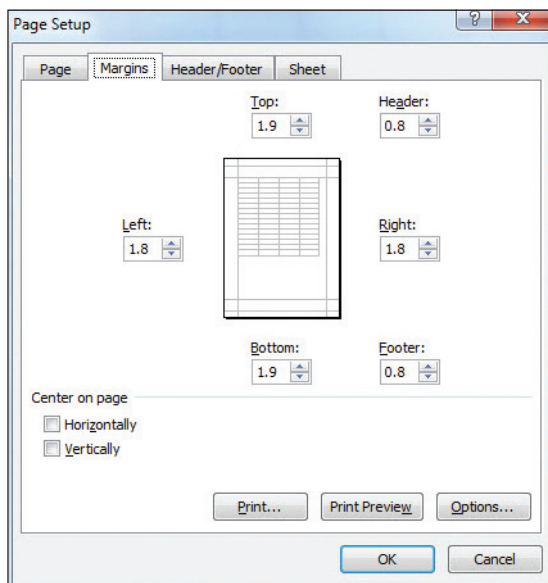 Page Setup
Page Margins Header/Footer Sheet
Top: Header:
1.9 0.8
Left: Right:
1.8 1.8
Bottom: Footer:
1.9 0.8
Center on page
Horizontally
Vertically
Print... Print Preview Options...
OK Cancel